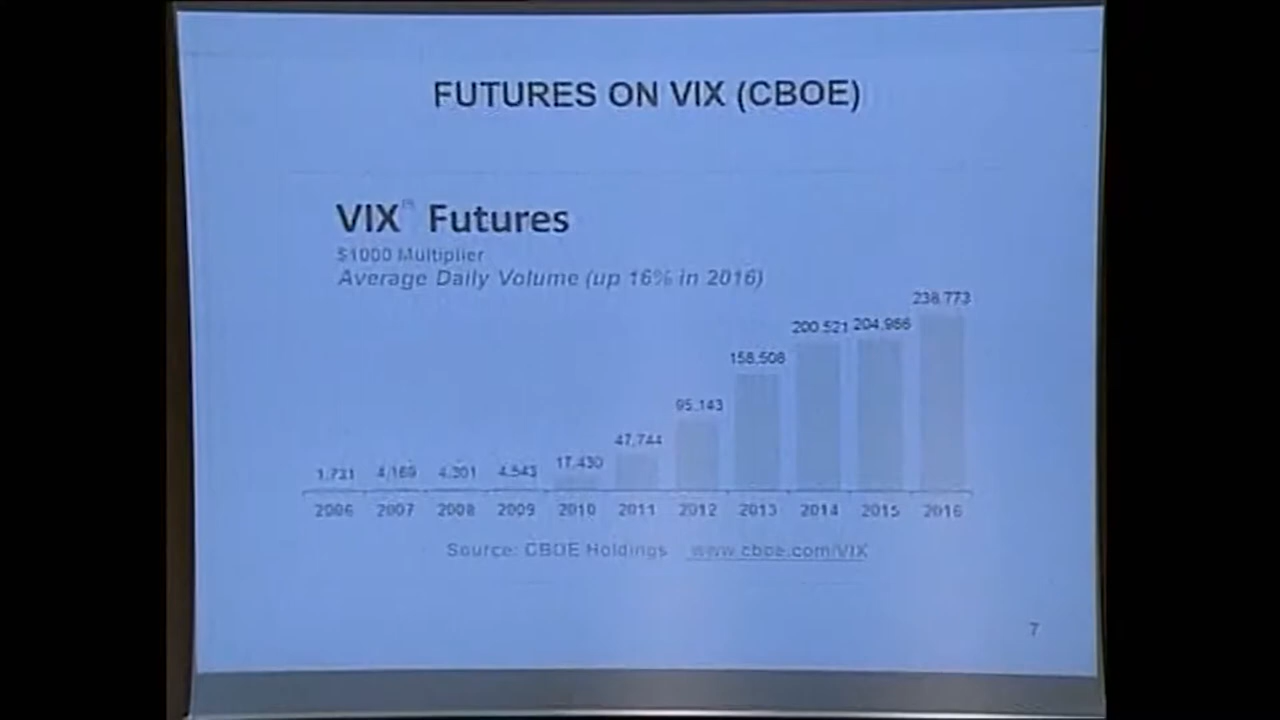 FUTURES ON VIX (CBOE)
VIX™ Futures
$1000 Multiplier
Average Daily Volume (up 16% in 2016)
1,731 4,169 4,301 4,543 17,430 47,744 95,143 158,508 200,521 204,966 238,773
2006 2007 2008 2009 2010 2011 2012 2013 2014 2015 2016
Source: CBOE Holdings www.cboe.com/VIX
7